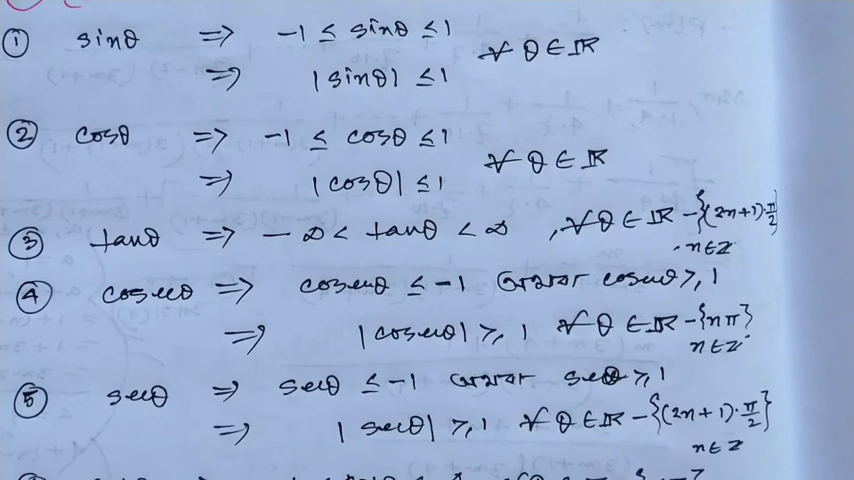 ① sinθ ⇒ -1 ≤ sinθ ≤ 1
⇒ |sinθ| ≤ 1 ∀ θ ∈ ℝ
② cosθ ⇒ -1 ≤ cosθ ≤ 1
⇒ |cosθ| ≤ 1 ∀ θ ∈ ℝ
③ tanθ ⇒ -∞ < tanθ < ∞ , ∀ θ ∈ ℝ - {(2n+1)·π/2}
, n ∈ Z
④ cosecθ ⇒ cosecθ ≤ -1 અથવા cosecθ ≥ 1
⇒ |cosecθ| ≥ 1 ∀ θ ∈ ℝ - {nπ}
n ∈ Z
⑤ secθ ⇒ secθ ≤ -1 અથવા secθ ≥ 1
⇒ |secθ| ≥ 1 ∀ θ ∈ ℝ - {(2n+1)·π/2}
n ∈ Z